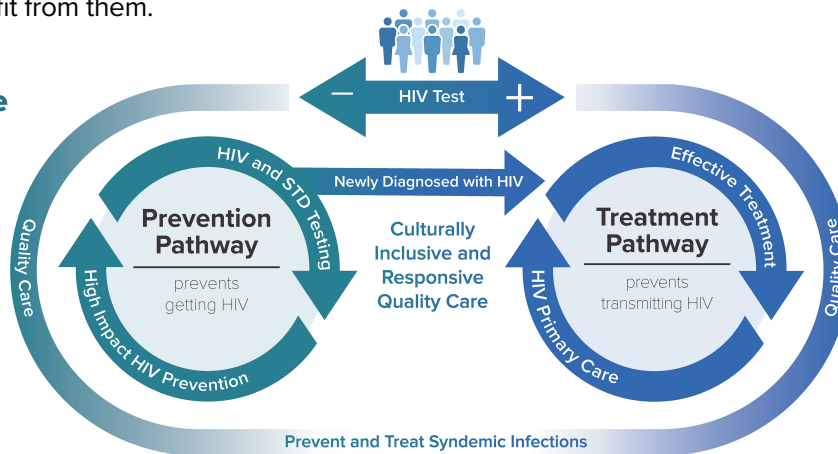 fit from them.
e
− HIV Test +
HIV and STD Testing
Newly Diagnosed with HIV
Effective Treatment
Quality Care
Prevention
Pathway
prevents
getting HIV
High Impact HIV Prevention
Culturally
Inclusive and
Responsive
Quality Care
Treatment
Pathway
prevents
transmitting HIV
HIV Primary Care
Quality Care
Prevent and Treat Syndemic Infections